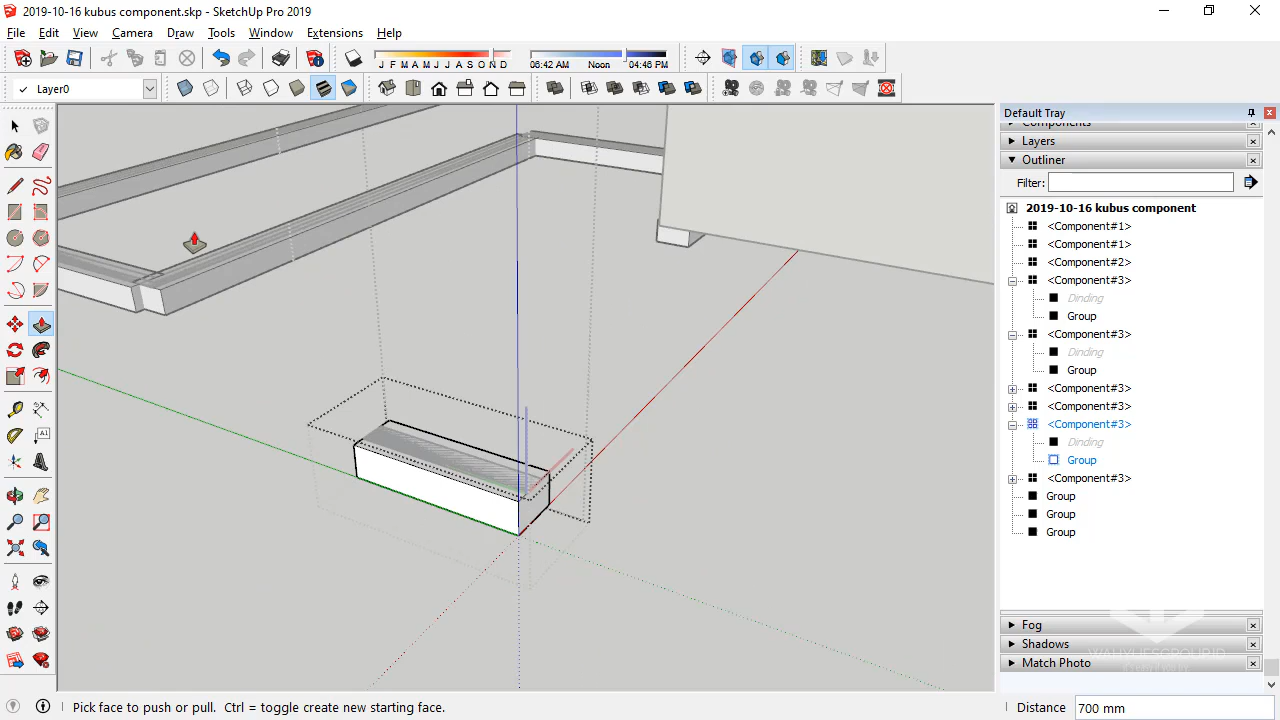 2019-10-16 kubus component.skp - SketchUp Pro 2019
File Edit View Camera Draw Tools Window Extensions Help
J F M A M J J A S O N D
06:42 AM Noon 04:46 PM
Layer0
Default Tray
Components
Layers
Outliner
Filter:
2019-10-16 kubus component
<Component#1>
<Component#1>
<Component#2>
<Component#3>
Dinding
Group
<Component#3>
Dinding
Group
<Component#3>
<Component#3>
<Component#3>
Dinding
Group
<Component#3>
Group
Group
Group
Fog
Shadows
Match Photo
Pick face to push or pull. Ctrl = toggle create new starting face.
Distance 700 mm